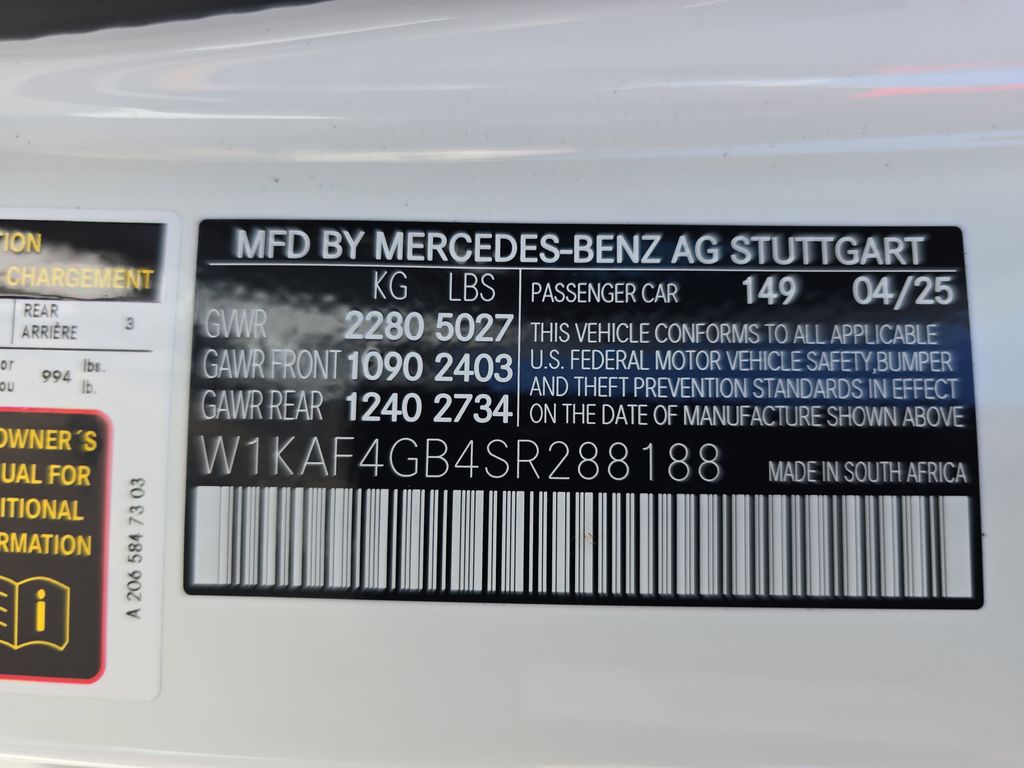 TION
CHARGEMENT
REAR
ARRIÈRE 3
or
ou 994 lbs.
lb.
OWNER´S
UAL FOR
ITIONAL
RMATION
i
A 206 584 73 03
MFD BY MERCEDES-BENZ AG STUTTGART
KG LBS
GVWR 2280 5027
GAWR FRONT 1090 2403
GAWR REAR 1240 2734
PASSENGER CAR 149 04/25
THIS VEHICLE CONFORMS TO ALL APPLICABLE
U.S. FEDERAL MOTOR VEHICLE SAFETY,BUMPER
AND THEFT PREVENTION STANDARDS IN EFFECT
ON THE DATE OF MANUFACTURE SHOWN ABOVE
W1KAF4GB4SR288188 MADE IN SOUTH AFRICA